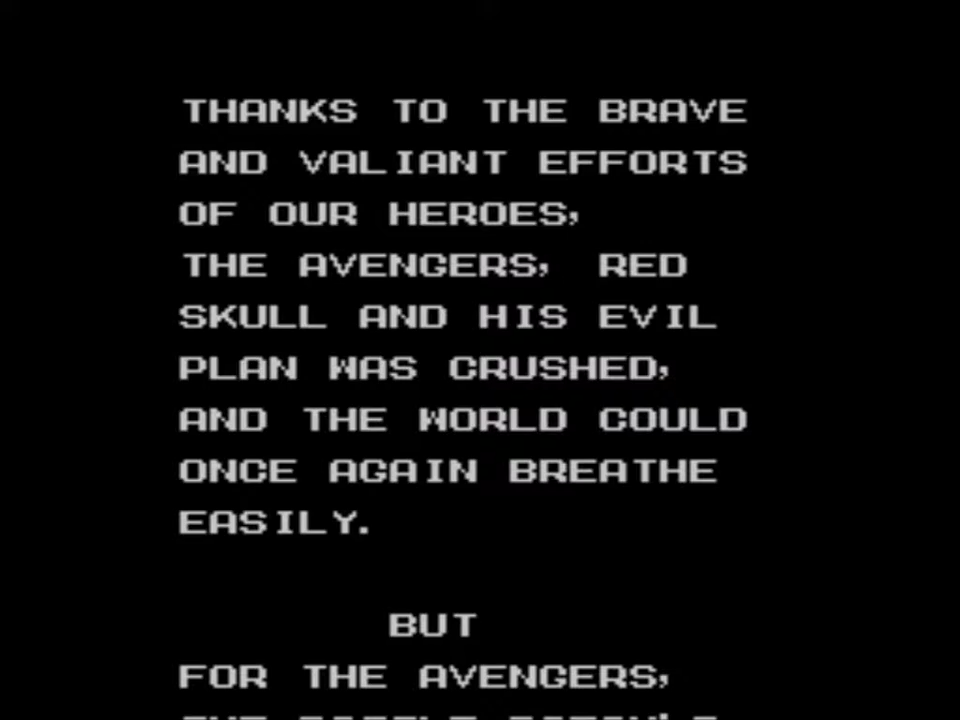 THANKS TO THE BRAVE
AND VALIANT EFFORTS
OF OUR HEROES,
THE AVENGERS, RED
SKULL AND HIS EVIL
PLAN WAS CRUSHED,
AND THE WORLD COULD
ONCE AGAIN BREATHE
EASILY.
BUT
FOR THE AVENGERS,